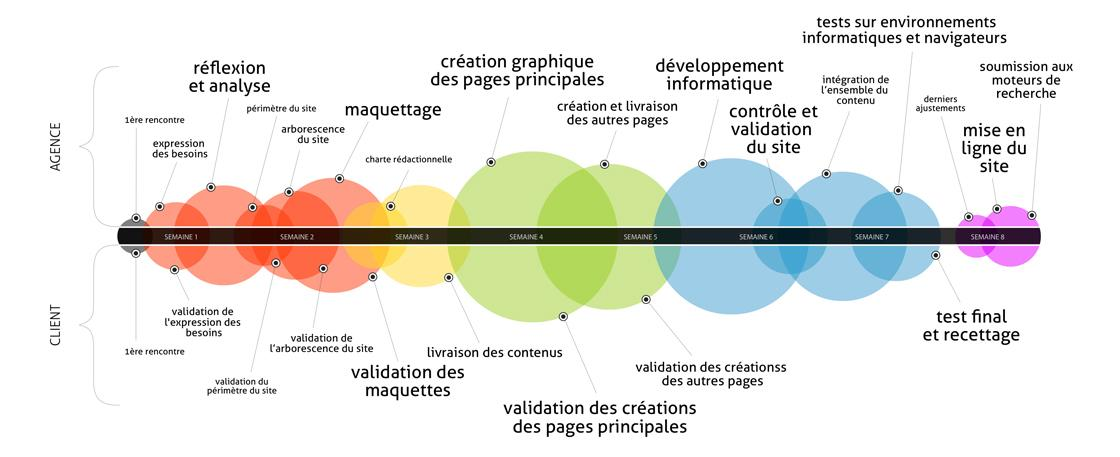 AGENCE
1ère rencontre
expression
des besoins
réflexion
et analyse
périmètre du site
arborescence
du site
maquettage
charte rédactionnelle
création graphique
des pages principales
création et livraison
des autres pages
développement
informatique
contrôle et
validation
du site
intégration de
l'ensemble du
contenu
tests sur environnements
informatiques et navigateurs
derniers
ajustements
mise en
ligne du
site
soumission aux
moteurs de
recherche
SEMAINE 1
SEMAINE 2
SEMAINE 3
SEMAINE 4
SEMAINE 5
SEMAINE 6
SEMAINE 7
SEMAINE 8
CLIENT
1ère rencontre
validation de
l'expression des
besoins
validation du
périmètre du site
validation de
l'arborescence du site
validation des
maquettes
livraison des contenus
validation des créations
des pages principales
validation des créationss
des autres pages
test final
et recettage